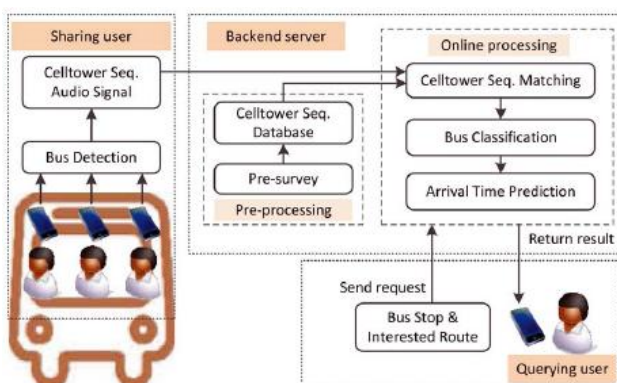 Sharing user
Celltower Seq.
Audio Signal
Bus Detection
Backend server
Online processing
Celltower Seq. Matching
Bus Classification
Arrival Time Prediction
Celltower Seq.
Database
Pre-survey
Pre-processing
Return result
Send request
Bus Stop &
Interested Route
Querying user